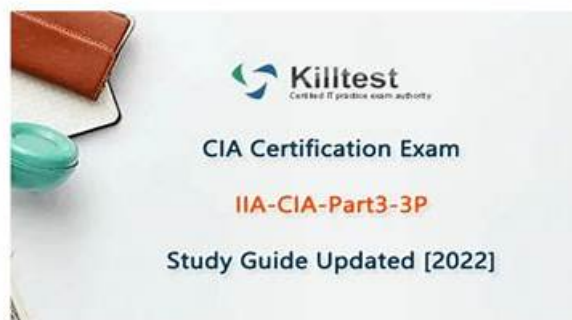 Killtest
Certified IT practice exam authority
CIA Certification Exam
IIA-CIA-Part3-3P
Study Guide Updated [2022]